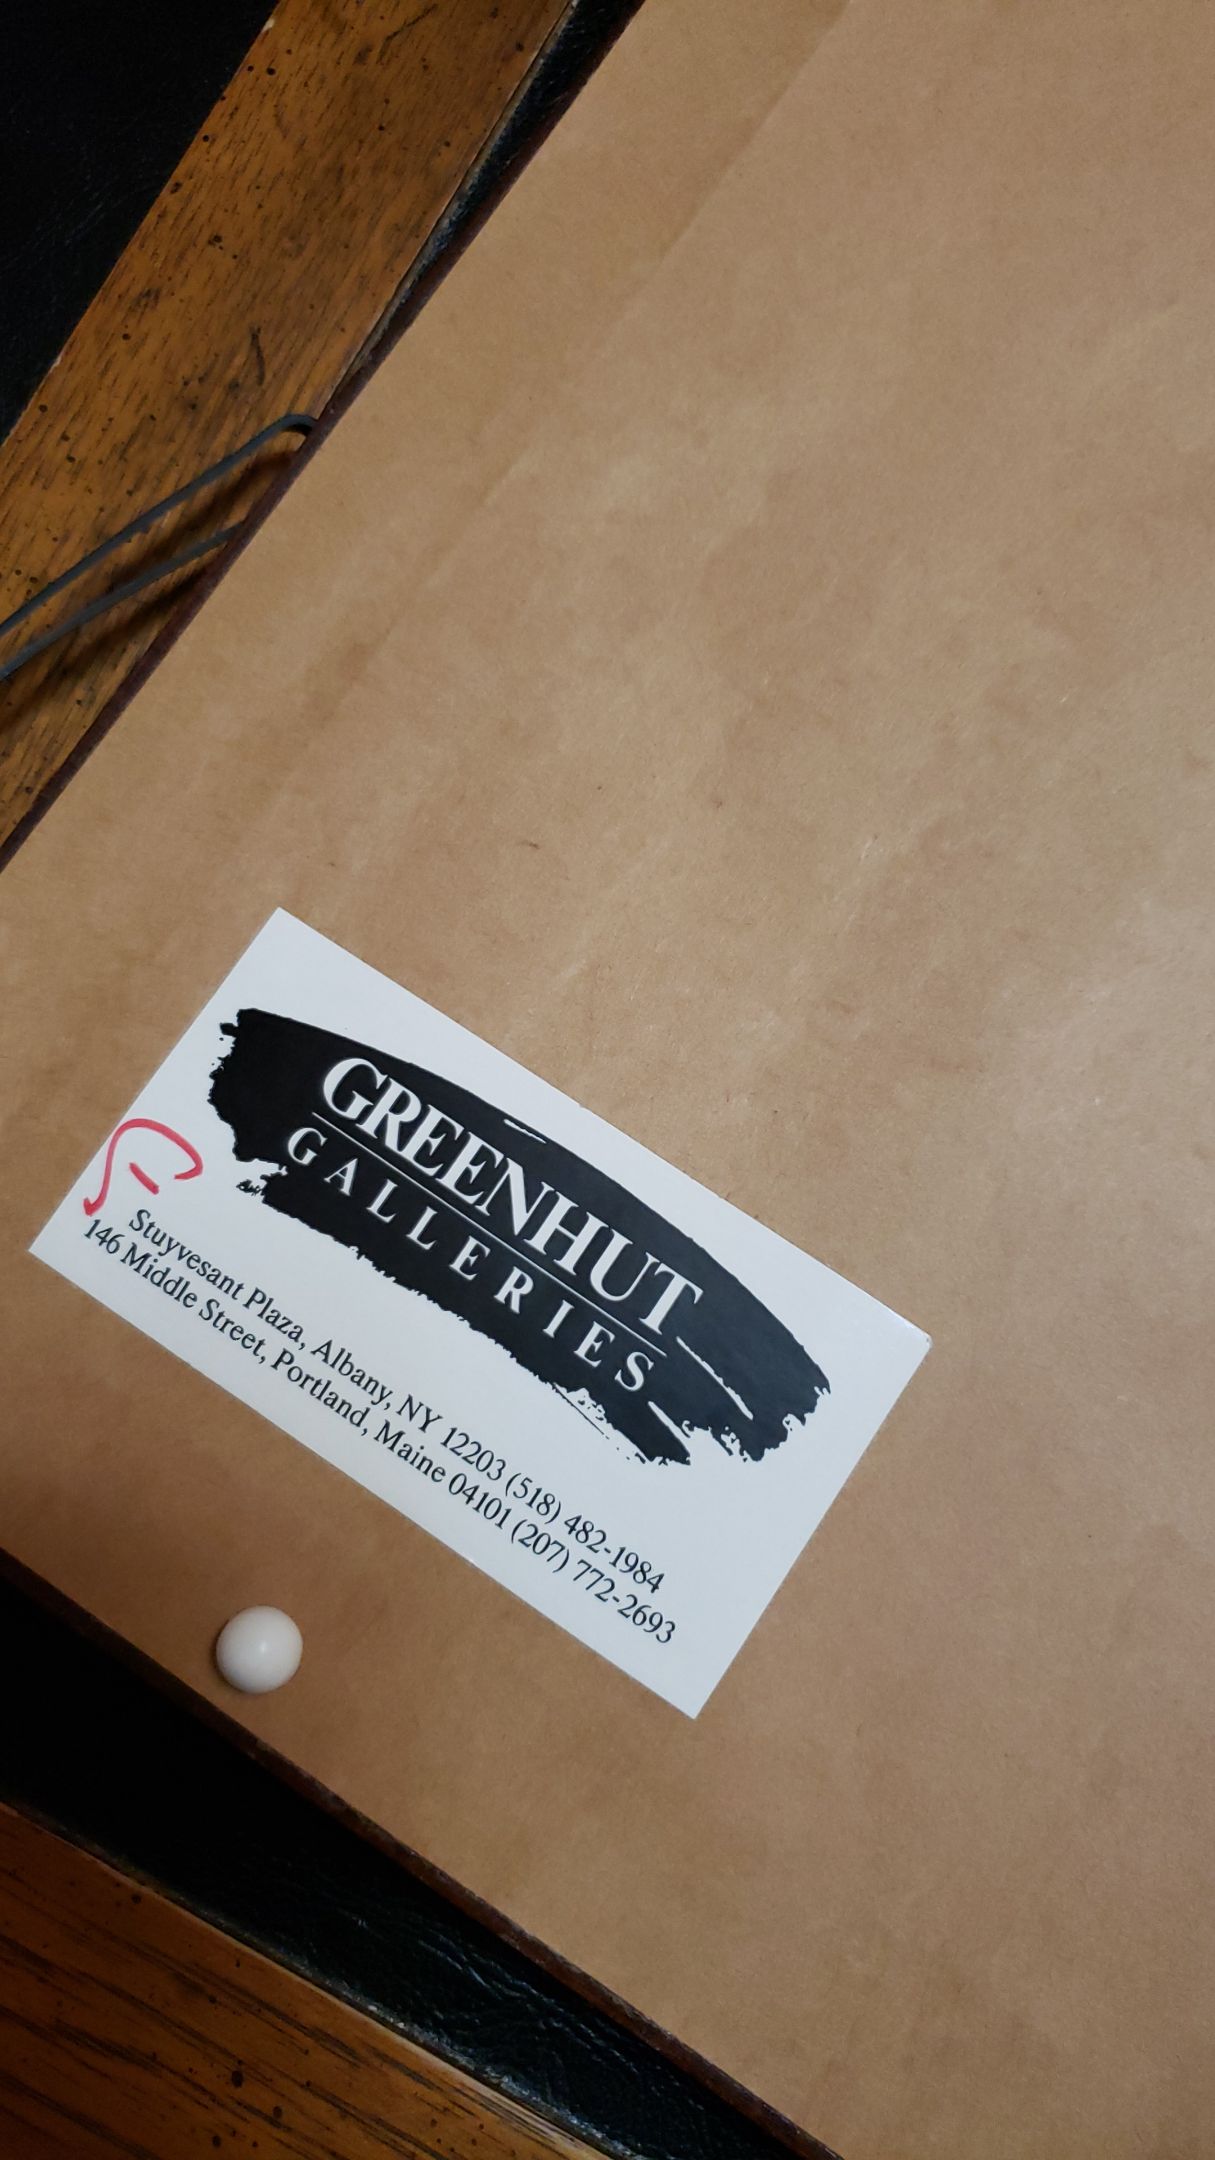 GREENHUT
GALLERIES
Stuyvesant Plaza, Albany, NY 12203 (518) 482-1984
146 Middle Street, Portland, Maine 04101 (207) 772-2693